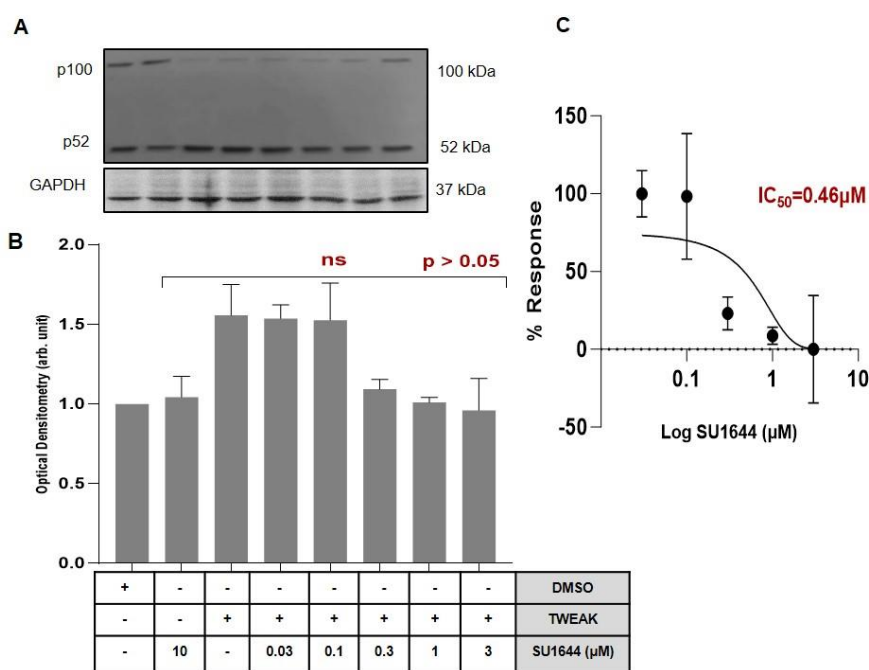 A
p100
100 kDa
p52
52 kDa
GAPDH
37 kDa
B
2.0
1.5
1.0
0.5
0.0
Optical Densitometry (arb. unit)
ns
p > 0.05
+ - - - - - - - DMSO
- - + + + + + + TWEAK
- 10 - 0.03 0.1 0.3 1 3 SU1644 (µM)
C
150
100
50
0
-50
% Response
IC50=0.46µM
0.1 1 10
Log SU1644 (µM)